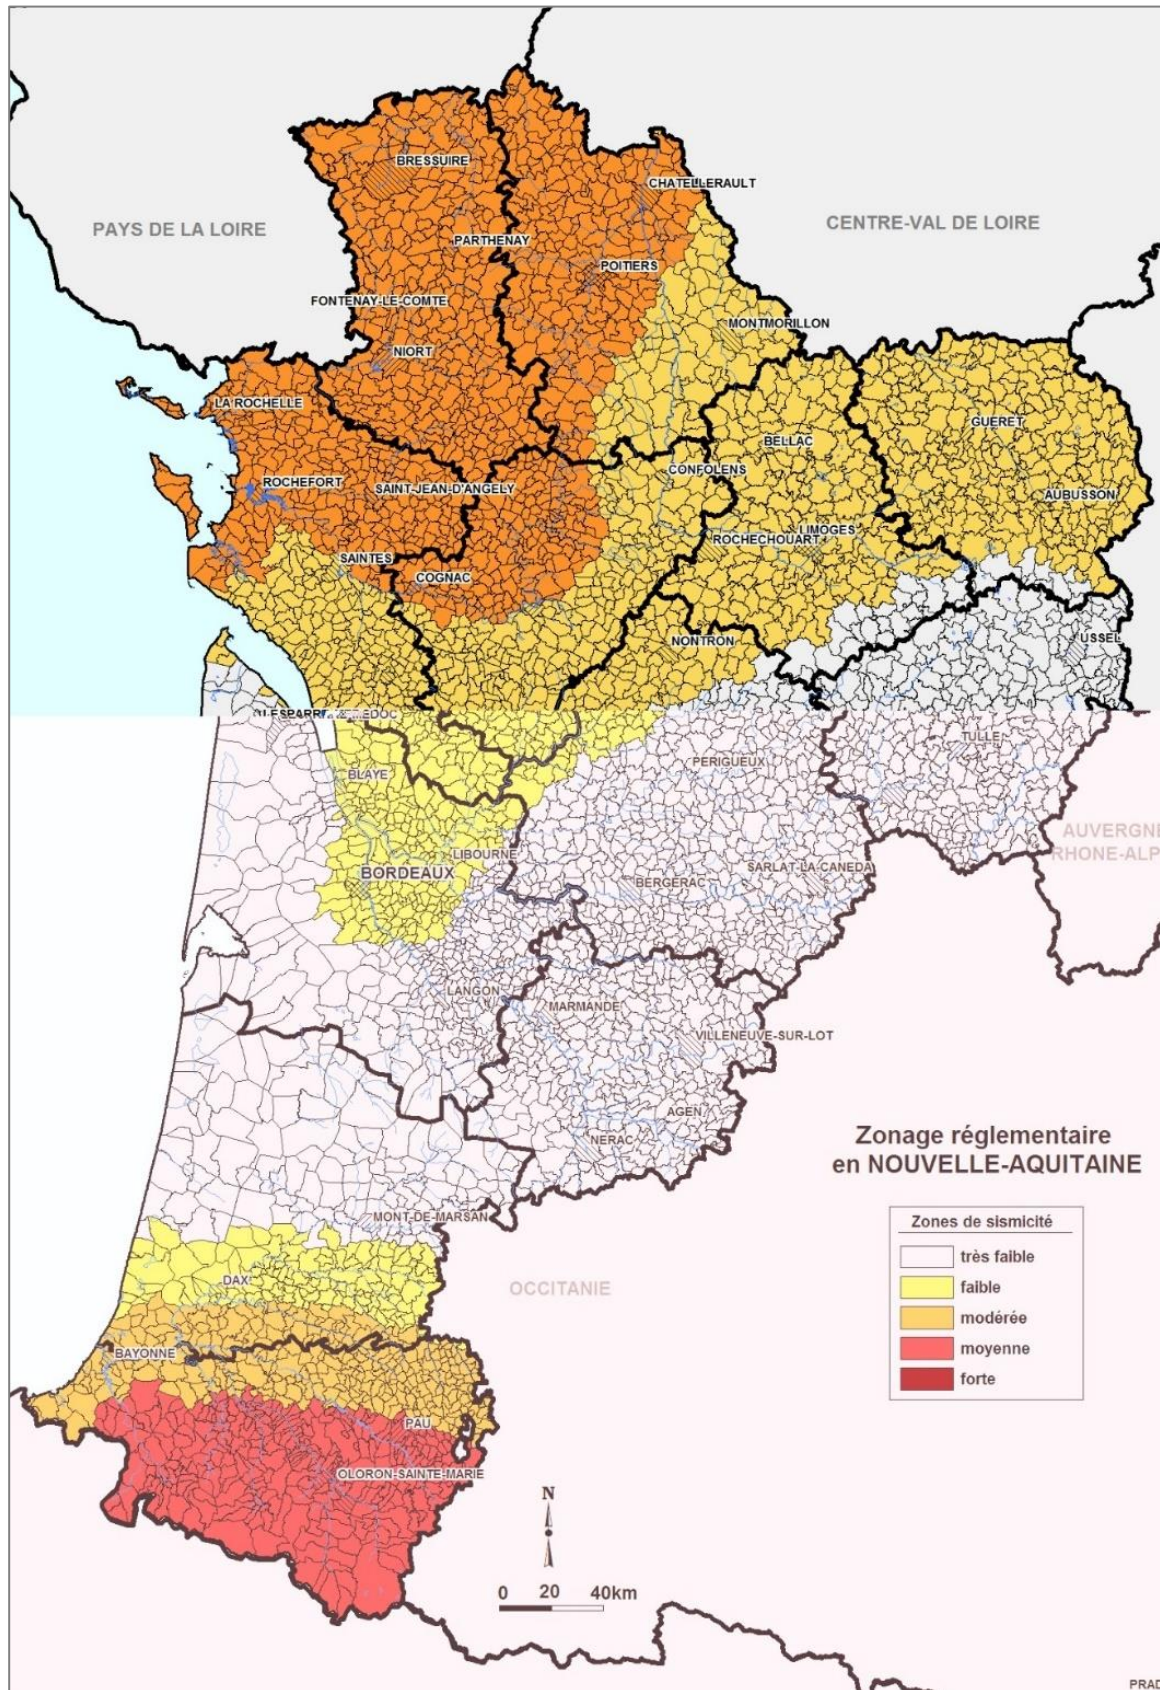 BRESSUIRE
CHATELLERAULT
PAYS DE LA LOIRE
CENTRE-VAL DE LOIRE
PARTHENAY
POITIERS
FONTENAY-LE-COMTE
MONTMORILLON
NIORT
LA ROCHELLE
GUERET
BELLAC
CONFOLENS
ROCHEFORT
SAINT-JEAN-D'ANGELY
AUBUSSON
LIMOGES
ROCHECHOUART
SAINTES
COGNAC
NONTRON
USSEL
TULLE
PERIGUEUX
BLAYE
AUVERGNE
RHONE-ALP
LIBOURNE
BORDEAUX
SARLAT-LA-CANEDA
BERGERAC
LANGON
MARMANDE
VILLENEUVE-SUR-LOT
AGEN
NERAC
Zonage réglementaire
en NOUVELLE-AQUITAINE
MONT-DE-MARSAN
Zones de sismicité
très faible
faible
modérée
moyenne
forte
DAX
OCCITANIE
BAYONNE
PAU
OLORON-SAINTE-MARIE
N
0 20 40km
PRAD